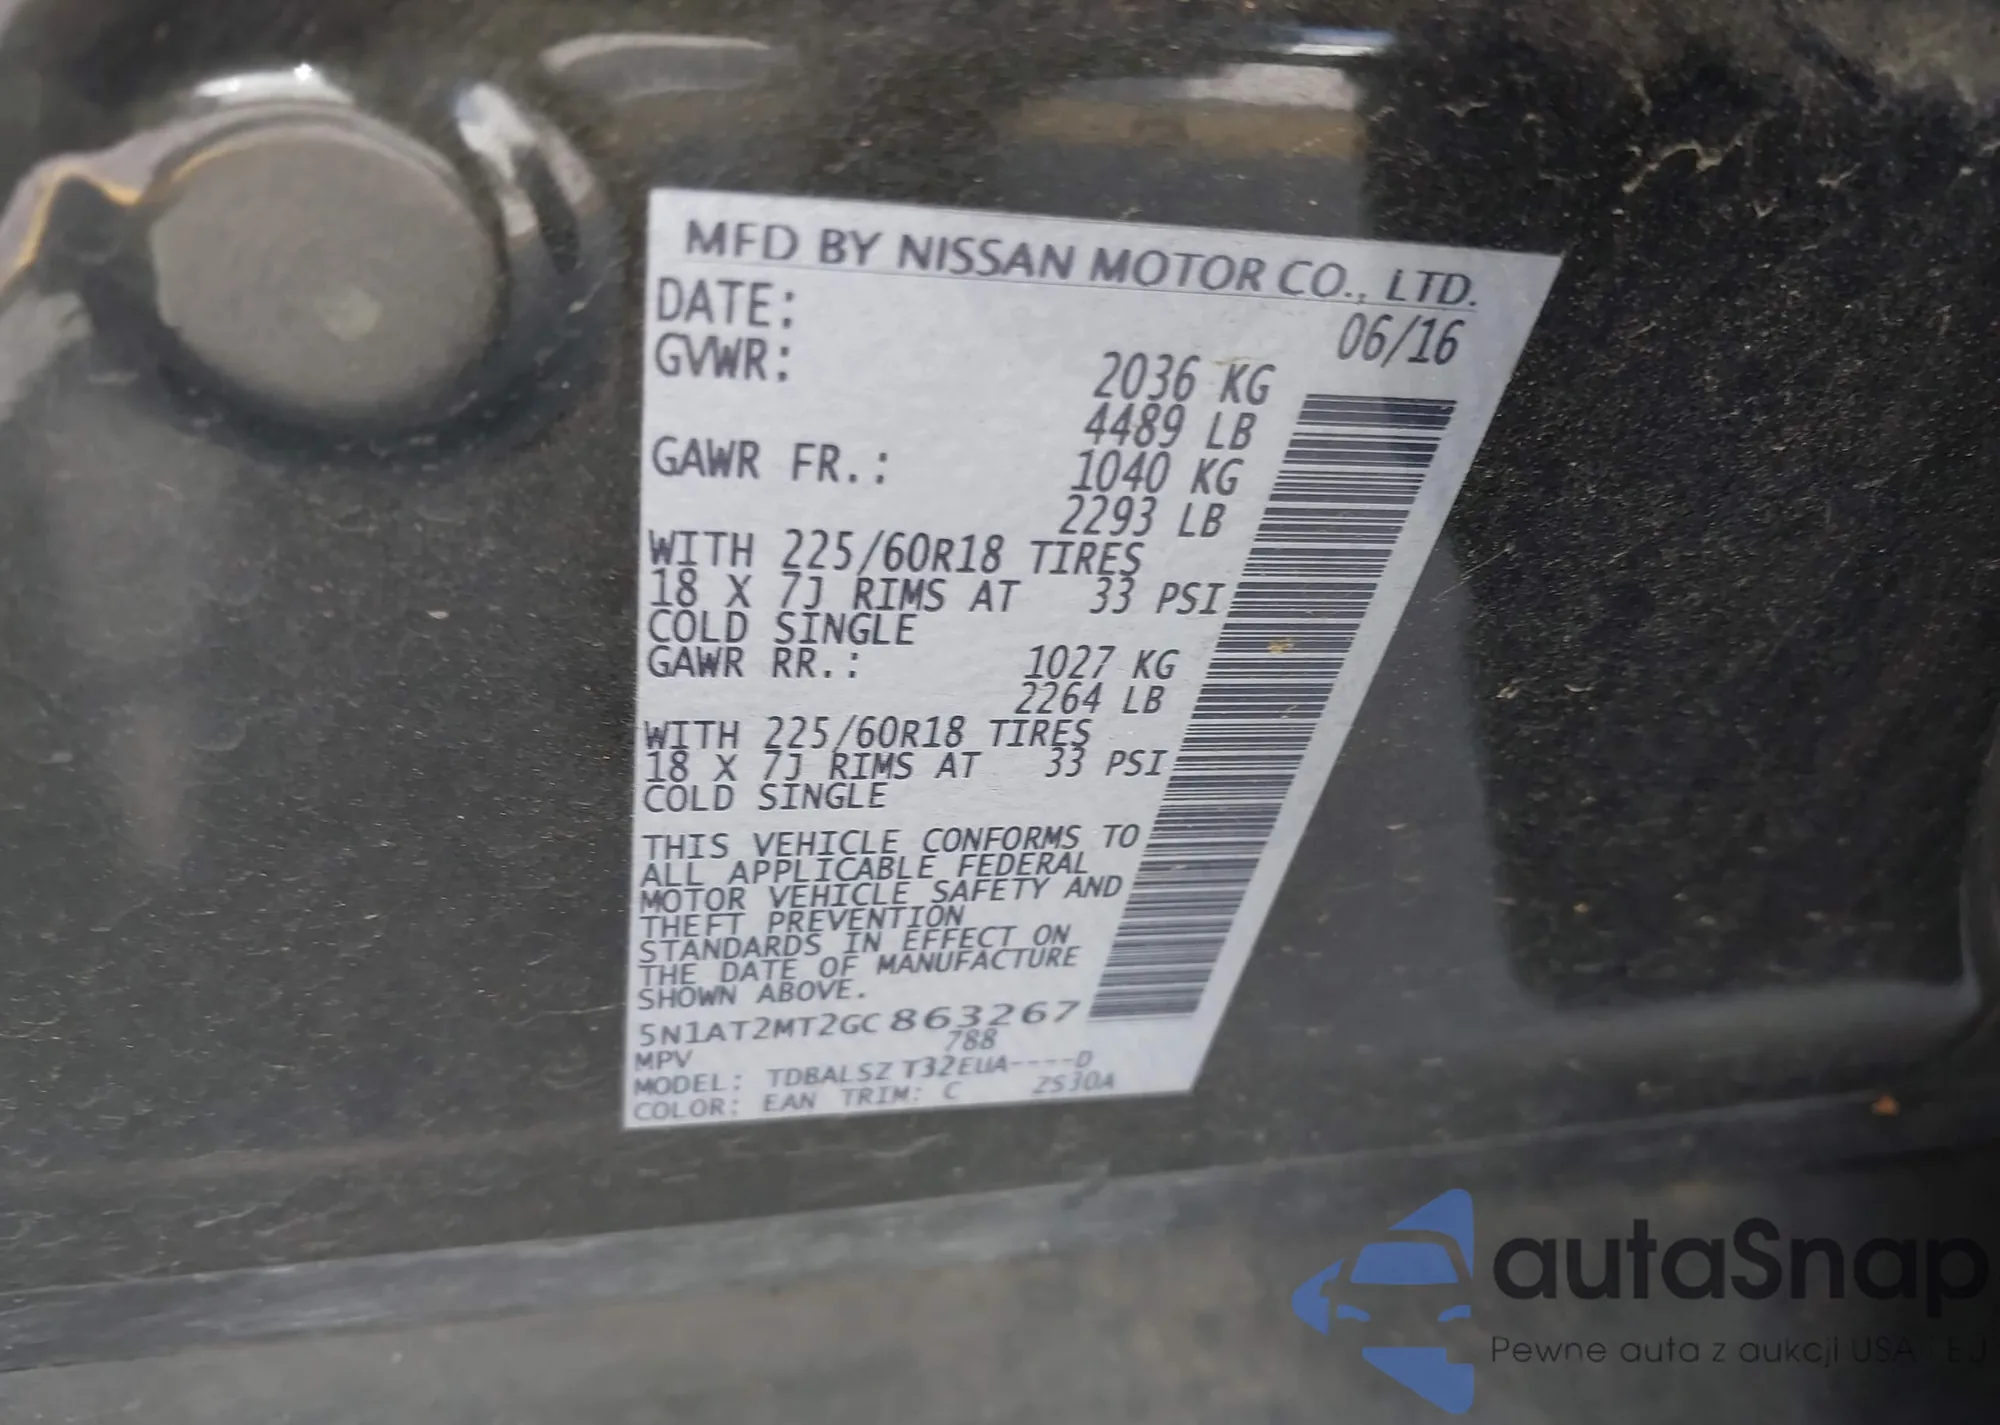 MFD BY NISSAN MOTOR CO., LTD.
DATE: 06/16
GVWR: 2036 KG
4489 LB
GAWR FR.: 1040 KG
2293 LB
WITH 225/60R18 TIRES
18 X 7J RIMS AT 33 PSI
COLD SINGLE
GAWR RR.: 1027 KG
2264 LB
WITH 225/60R18 TIRES
18 X 7J RIMS AT 33 PSI
COLD SINGLE
THIS VEHICLE CONFORMS TO
ALL APPLICABLE FEDERAL
MOTOR VEHICLE SAFETY AND
THEFT PREVENTION
STANDARDS IN EFFECT ON
THE DATE OF MANUFACTURE
SHOWN ABOVE.
5N1AT2MT2GC863267
MPV 788
MODEL: TDBALSZ T32EUA----D
COLOR: EAN TRIM: C ZS30A
autaSnap
Pewne auta z aukcji USA i EU